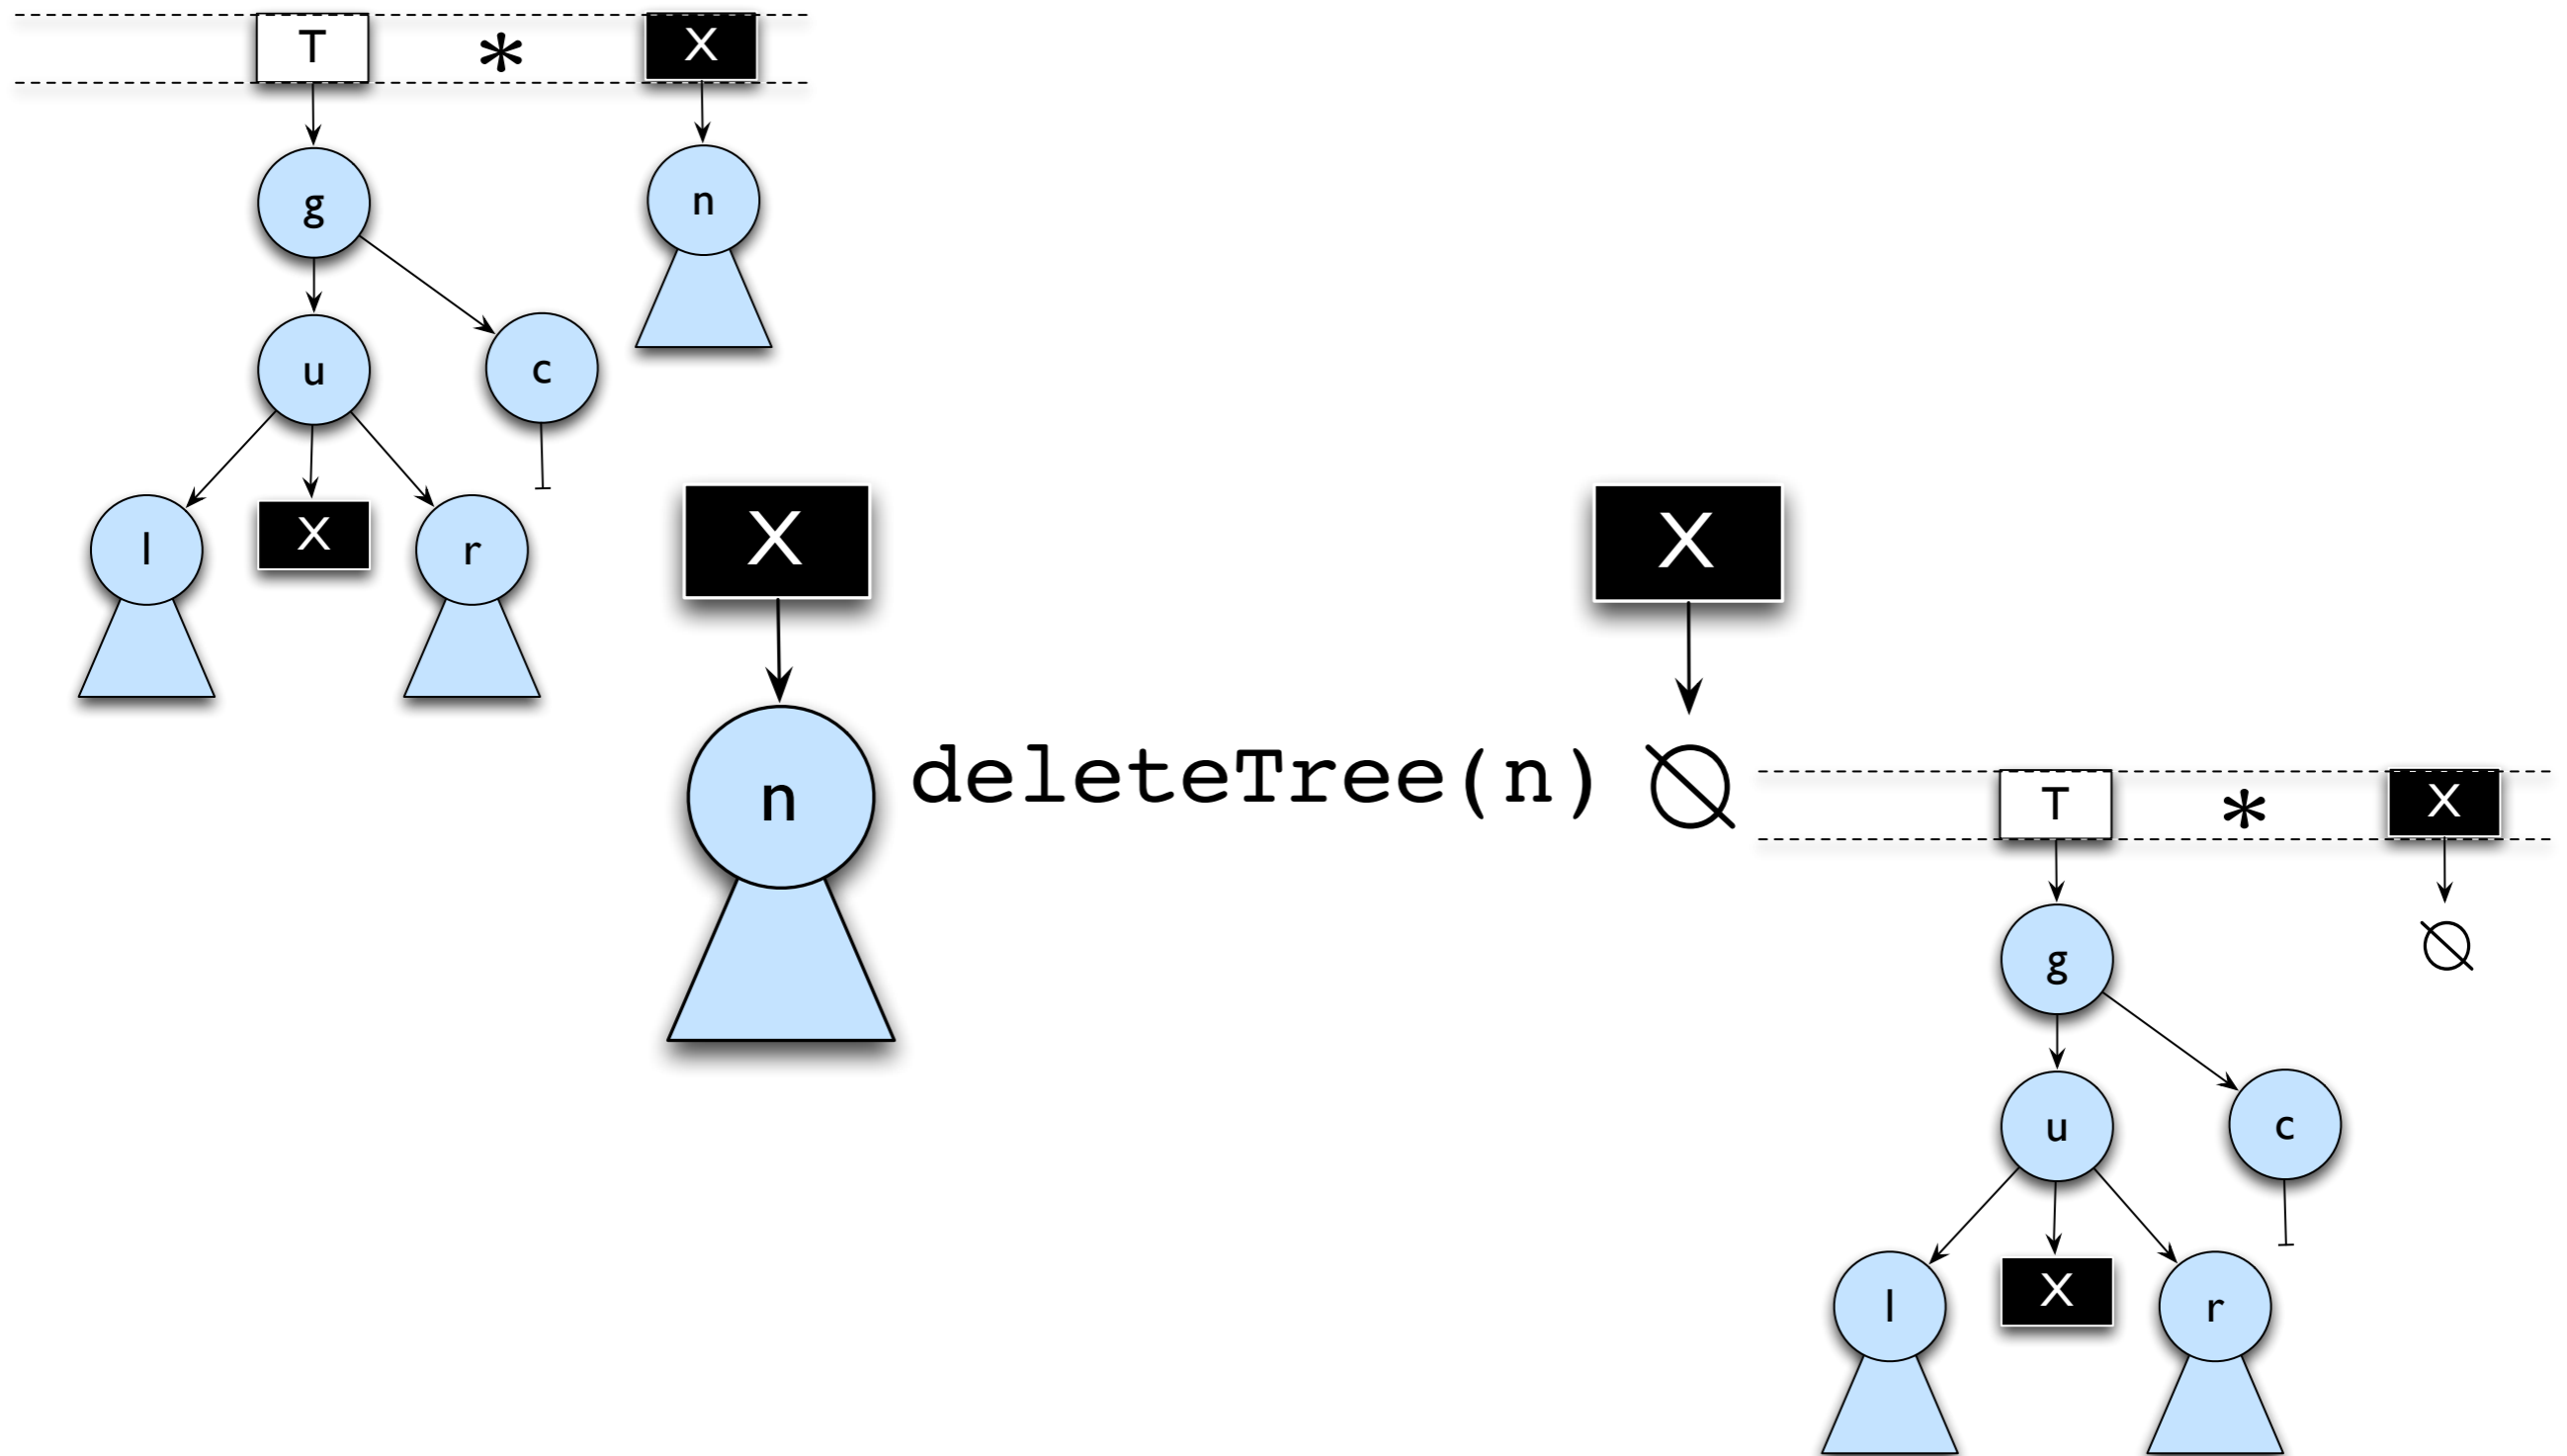 T * X
g n
u c
l X r
X X
n deleteTree(n) ∅
T * X
g ∅
u c
l X r